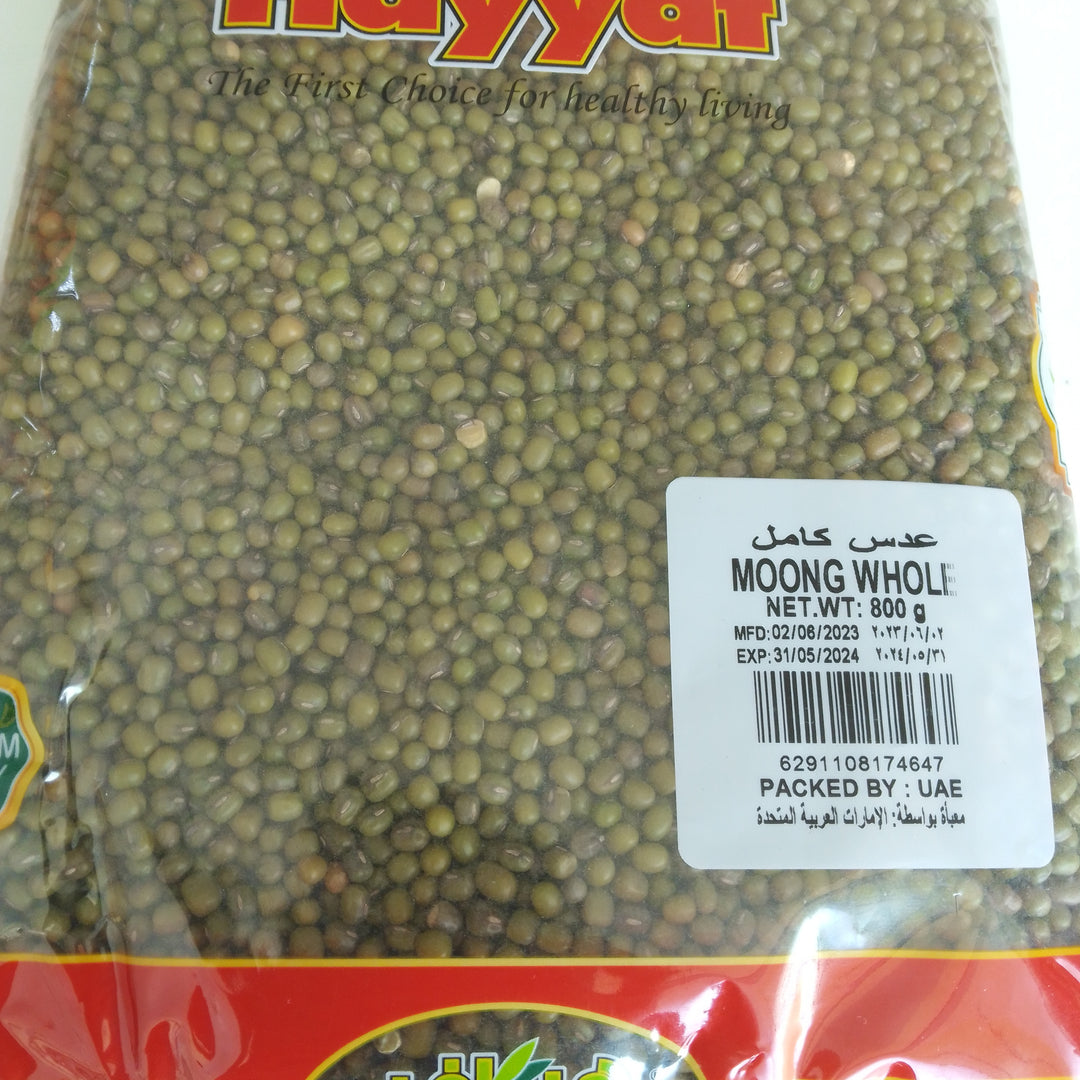 Hayyat
The First Choice for healthy living
عدس كامل
MOONG WHOLE
NET.WT: 800 g
MFD:02/06/2023 ٢٠٢٣/٠٦/٠٢
EXP:31/05/2024 ٢٠٢٤/٠٥/٣١
6291108174647
PACKED BY : UAE
معبأة بواسطة: الإمارات العربية المتحدة